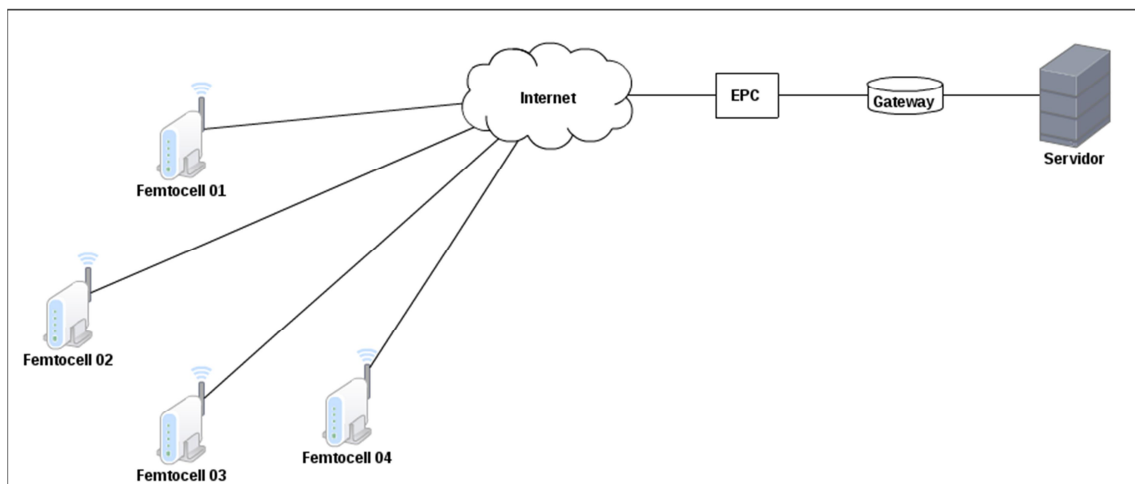 Internet
EPC
Gateway
Servidor
Femtocell 01
Femtocell 02
Femtocell 03
Femtocell 04